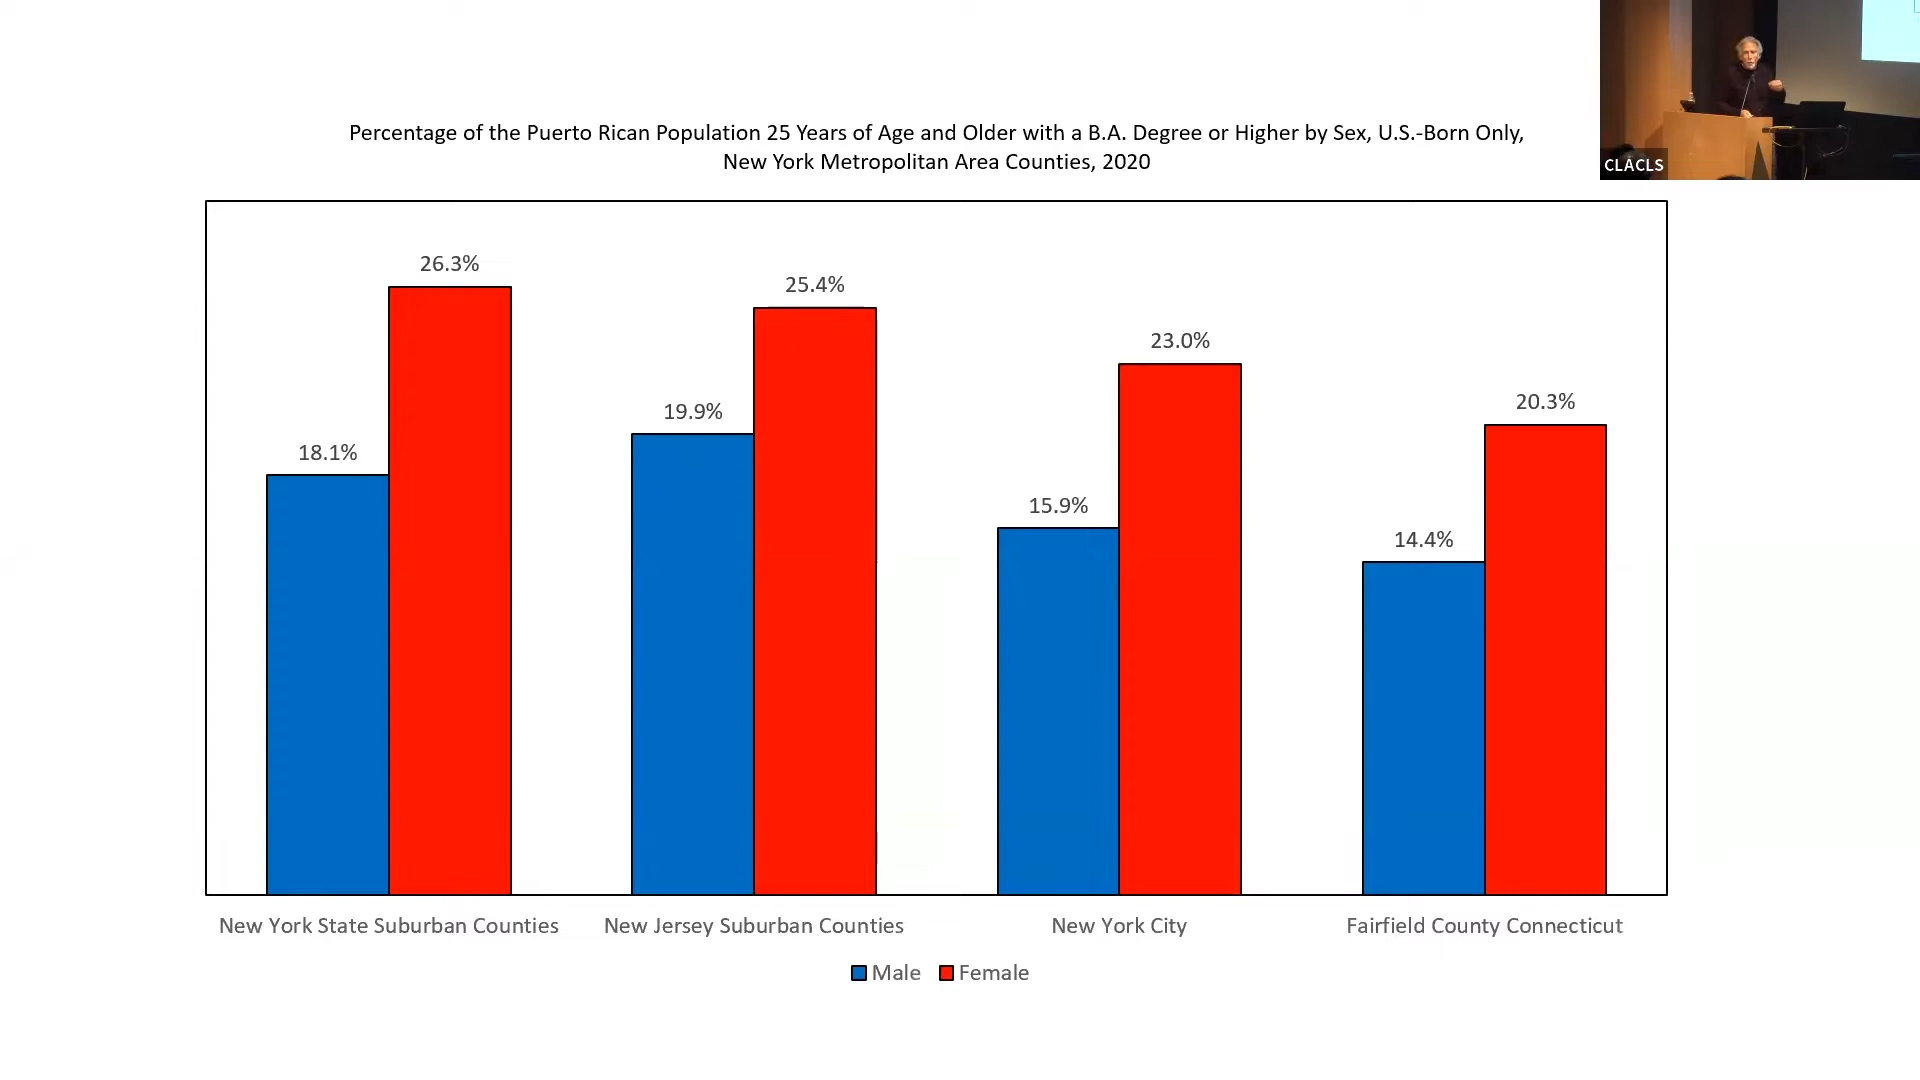 Percentage of the Puerto Rican Population 25 Years of Age and Older with a B.A. Degree or Higher by Sex, U.S.-Born Only,
New York Metropolitan Area Counties, 2020
CLACLS
26.3%
25.4%
23.0%
20.3%
19.9%
18.1%
15.9%
14.4%
New York State Suburban Counties
New Jersey Suburban Counties
New York City
Fairfield County Connecticut
Male
Female